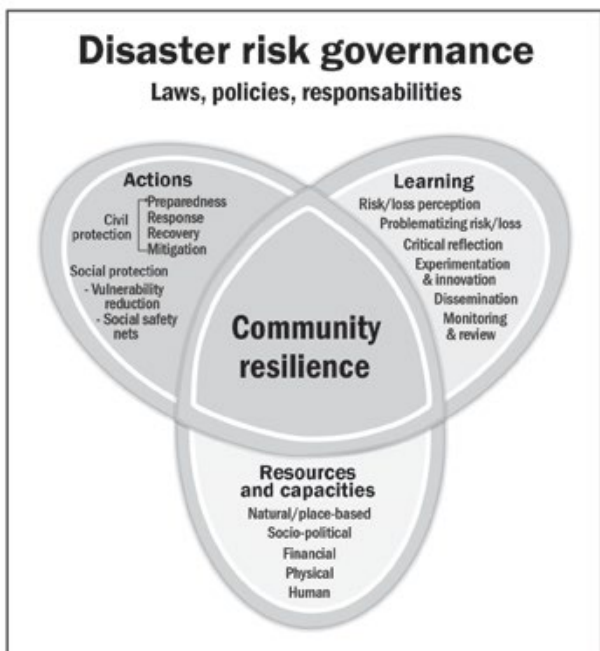 Disaster risk governance
Laws, policies, responsabilities
Actions
Civil
protection
Preparedness
Response
Recovery
Mitigation
Social protection
- Vulnerability
reduction
- Social safety
nets
Learning
Risk/loss perception
Problematizing risk/loss
Critical reflection
Experimentation
& innovation
Dissemination
Monitoring
& review
Community
resilience
Resources
and capacities
Natural/place-based
Socio-political
Financial
Physical
Human